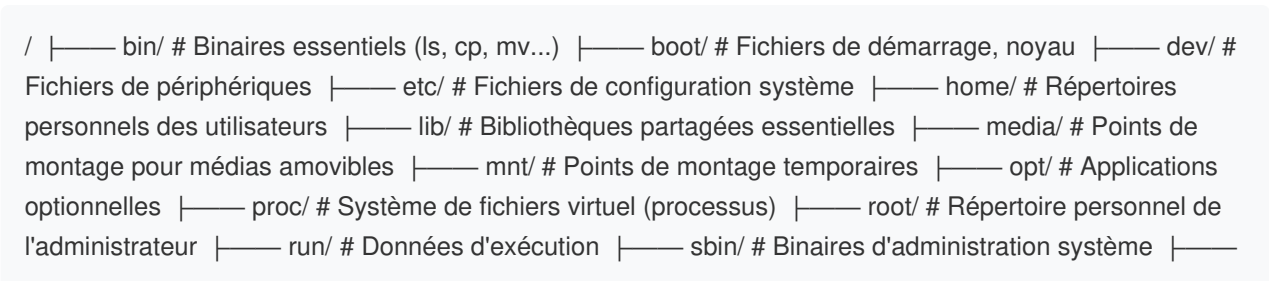 / ├── bin/ # Binaires essentiels (ls, cp, mv...) ├── boot/ # Fichiers de démarrage, noyau ├── dev/ #
Fichiers de périphériques ├── etc/ # Fichiers de configuration système ├── home/ # Répertoires
personnels des utilisateurs ├── lib/ # Bibliothèques partagées essentielles ├── media/ # Points de
montage pour médias amovibles ├── mnt/ # Points de montage temporaires ├── opt/ # Applications
optionnelles ├── proc/ # Système de fichiers virtuel (processus) ├── root/ # Répertoire personnel de
l'administrateur ├── run/ # Données d'exécution ├── sbin/ # Binaires d'administration système ├──